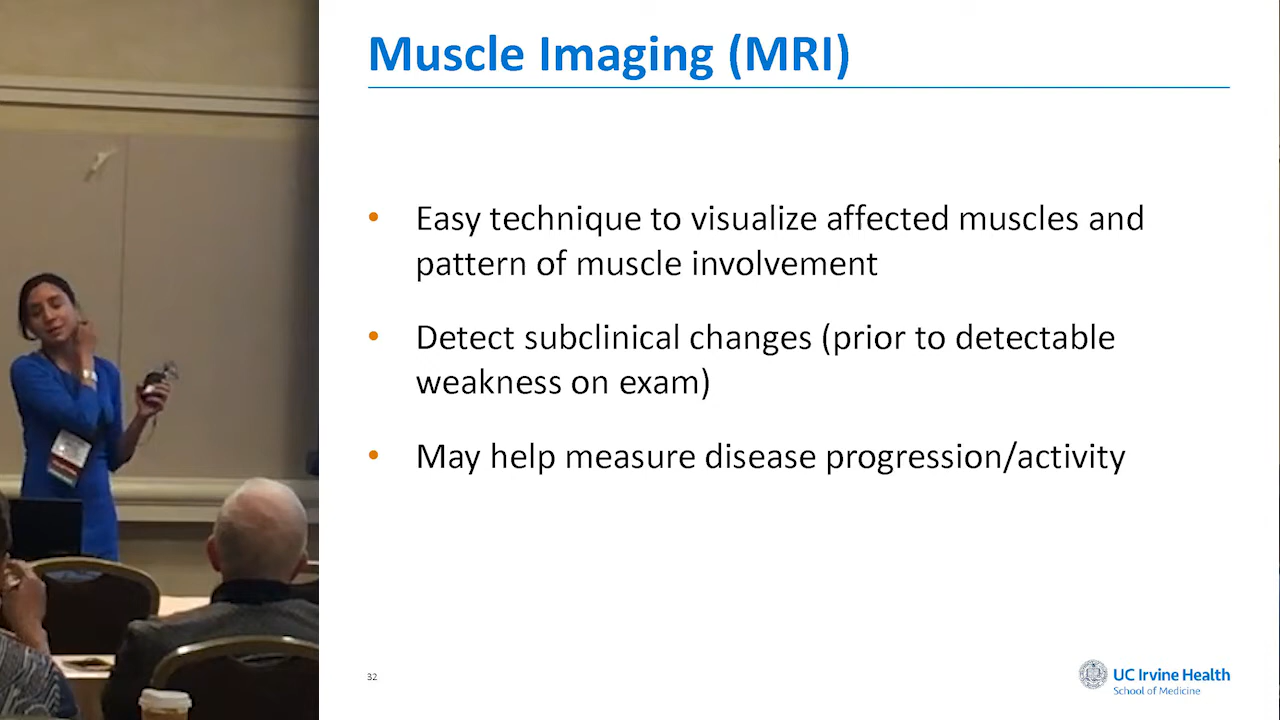 Muscle Imaging (MRI)
• Easy technique to visualize affected muscles and
pattern of muscle involvement
• Detect subclinical changes (prior to detectable
weakness on exam)
• May help measure disease progression/activity
32
UC Irvine Health
School of Medicine